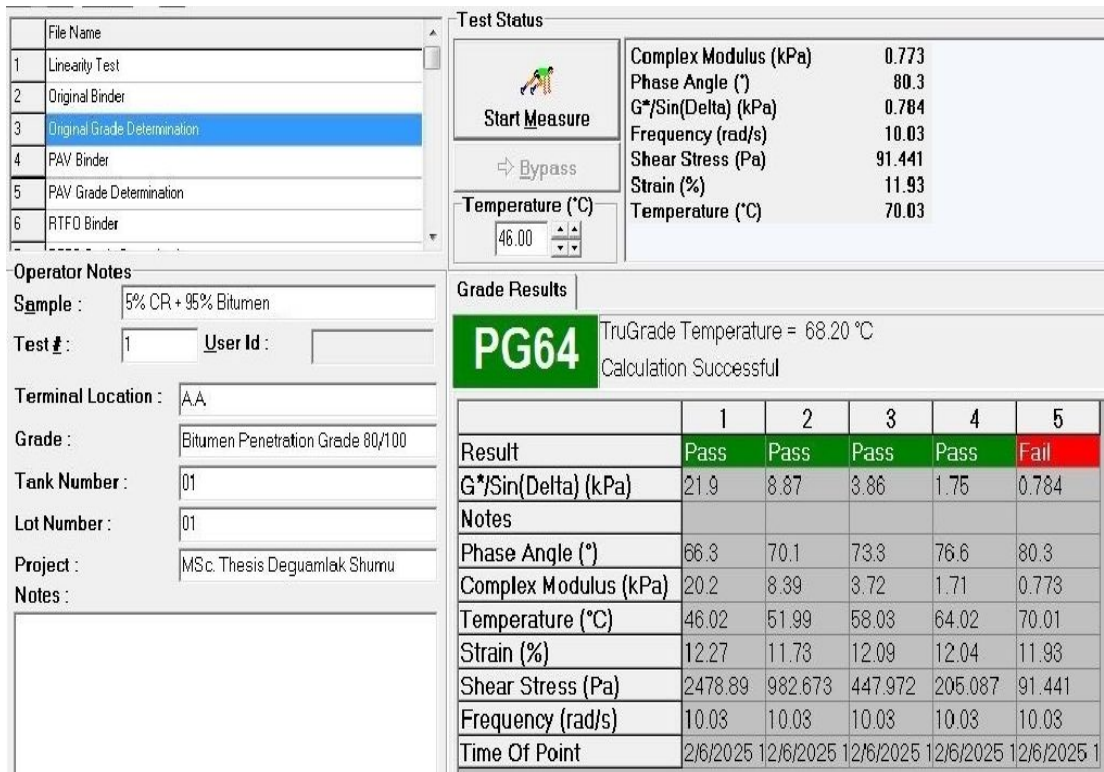 File Name
1 Linearity Test
2 Original Binder
3 Original Grade Determination
4 PAV Binder
5 PAV Grade Determination
6 RTFO Binder
Test Status
Start Measure
Bypass
Temperature (°C)
46.00
Complex Modulus (kPa) 0.773
Phase Angle (°) 80.3
G*/Sin(Delta) (kPa) 0.784
Frequency (rad/s) 10.03
Shear Stress (Pa) 91.441
Strain (%) 11.93
Temperature (°C) 70.03
Operator Notes
Sample : 5% CR + 95% Bitumen
Test # : 1 User Id :
Terminal Location : A.A.
Grade : Bitumen Penetration Grade 80/100
Tank Number : 01
Lot Number : 01
Project : MSc. Thesis Deguamlak Shumu
Notes :
Grade Results
PG64
TruGrade Temperature = 68.20 °C
Calculation Successful
1 2 3 4 5
Result Pass Pass Pass Pass Fail
G*/Sin(Delta) (kPa) 21.9 8.87 3.86 1.75 0.784
Notes
Phase Angle (°) 66.3 70.1 73.3 76.6 80.3
Complex Modulus (kPa) 20.2 8.39 3.72 1.71 0.773
Temperature (°C) 46.02 51.99 58.03 64.02 70.01
Strain (%) 12.27 11.73 12.09 12.04 11.93
Shear Stress (Pa) 2478.89 982.673 447.972 205.087 91.441
Frequency (rad/s) 10.03 10.03 10.03 10.03 10.03
Time Of Point 2/6/2025 1 2/6/2025 1 2/6/2025 1 2/6/2025 1 2/6/2025 1